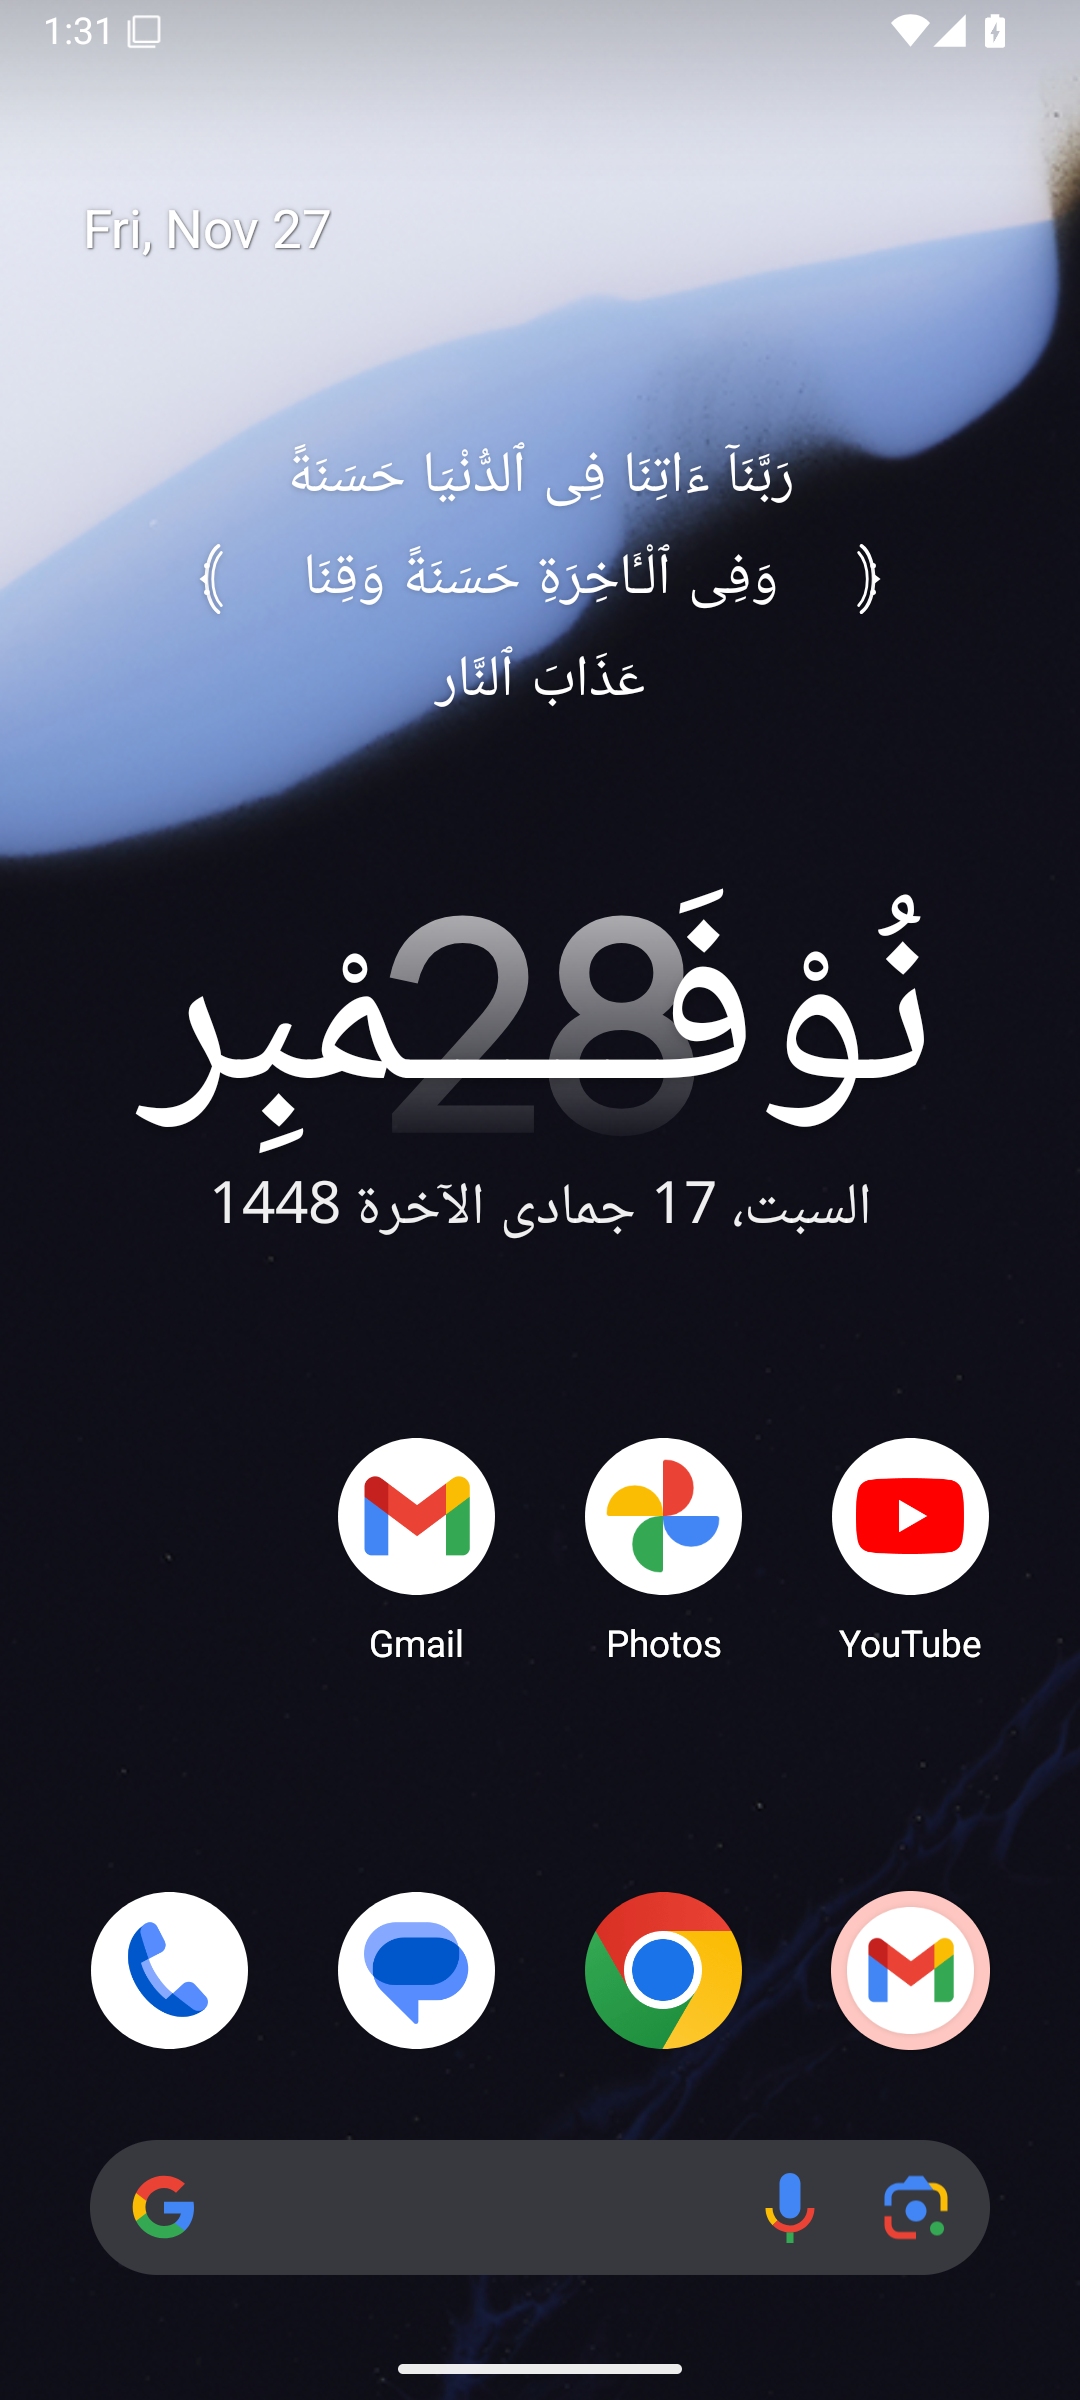 1:31
Fri, Nov 27
رَبَّنَآ ءَاتِنَا فِى ٱلدُّنْيَا حَسَنَةً
﴿ وَفِى ٱلْـَٔاخِرَةِ حَسَنَةً وَقِنَا ﴾
عَذَابَ ٱلنَّار
28
نُوْفَـــمْبِر
السبت، 17 جمادى الآخرة 1448
Gmail Photos YouTube